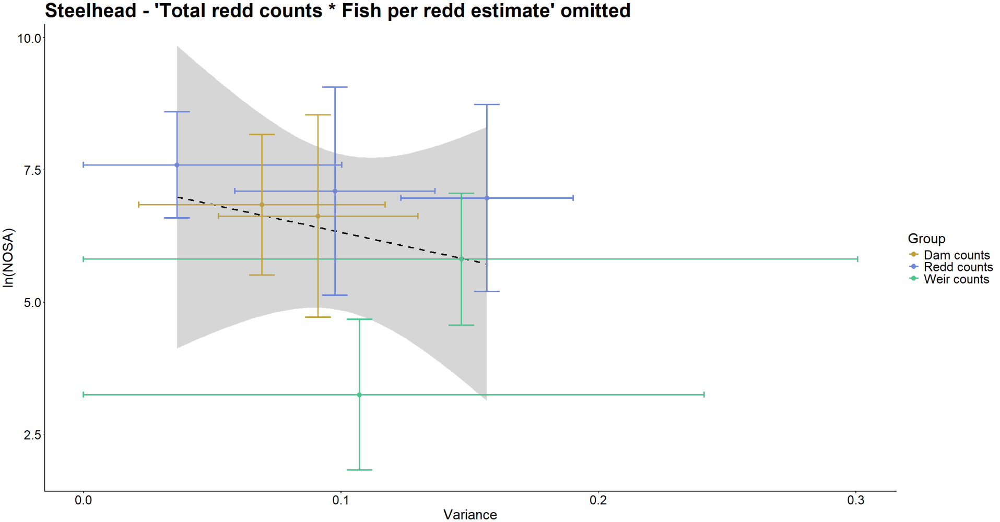 Steelhead - 'Total redd counts * Fish per redd estimate' omitted
10.0
7.5
5.0
2.5
ln(NOSA)
0.0 0.1 0.2 0.3
Variance
Group
Dam counts
Redd counts
Weir counts